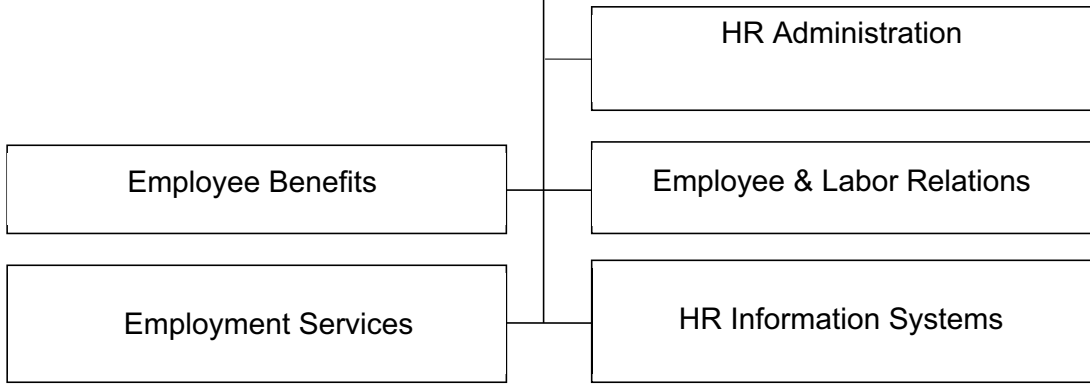 HR Administration
Employee Benefits
Employee & Labor Relations
Employment Services
HR Information Systems